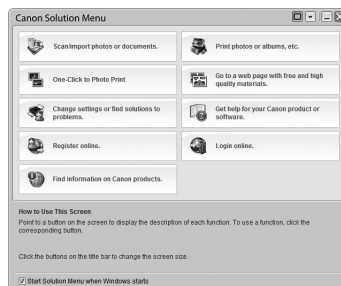 Canon Solution Menu
Scan/Import photos or documents.
Print photos or albums, etc.
One-Click to Photo Print
Go to a web page with free and high
quality materials.
Change settings or find solutions to
problems.
Get help for your Canon product or
software.
Register online.
Login online.
Find information on Canon products.
How to Use This Screen
Point to a button on the screen to display the description of each function. To use a function, click the
corresponding button.
Click the buttons on the title bar to change the screen size.
Start Solution Menu when Windows starts